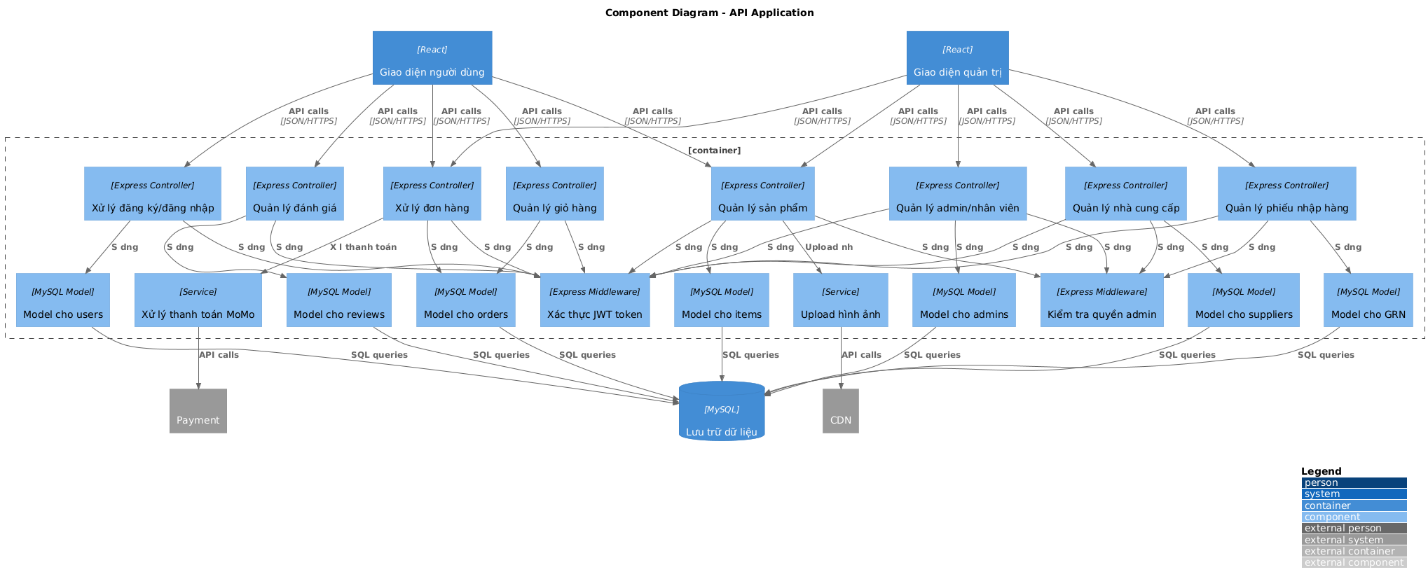 Component Diagram - API Application
[React]
Giao diện người dùng
[React]
Giao diện quản trị
API calls
[JSON/HTTPS]
API calls
[JSON/HTTPS]
API calls
[JSON/HTTPS]
API calls
[JSON/HTTPS]
API calls
[JSON/HTTPS]
API calls
[JSON/HTTPS]
API calls
[JSON/HTTPS]
API calls
[JSON/HTTPS]
API calls
[JSON/HTTPS]
API calls
[JSON/HTTPS]
[container]
[Express Controller]
Xử lý đăng ký/đăng nhập
[Express Controller]
Quản lý đánh giá
[Express Controller]
Xử lý đơn hàng
[Express Controller]
Quản lý giỏ hàng
[Express Controller]
Quản lý sản phẩm
[Express Controller]
Quản lý admin/nhân viên
[Express Controller]
Quản lý nhà cung cấp
[Express Controller]
Quản lý phiếu nhập hàng
S dng
S dng
S dng
S dng
X l thanh toán
S dng
S dng
S dng
S dng
S dng
S dng
Upload nh
S dng
S dng
S dng
S dng
S dng
S dng
S dng
S dng
S dng
S dng
[MySQL Model]
Model cho users
[Service]
Xử lý thanh toán MoMo
[MySQL Model]
Model cho reviews
[MySQL Model]
Model cho orders
[Express Middleware]
Xác thực JWT token
[MySQL Model]
Model cho items
[Service]
Upload hình ảnh
[MySQL Model]
Model cho admins
[Express Middleware]
Kiểm tra quyền admin
[MySQL Model]
Model cho suppliers
[MySQL Model]
Model cho GRN
API calls
SQL queries
SQL queries
SQL queries
SQL queries
API calls
SQL queries
SQL queries
SQL queries
Payment
[MySQL]
Lưu trữ dữ liệu
CDN
Legend
person
system
container
component
external person
external system
external container
external component